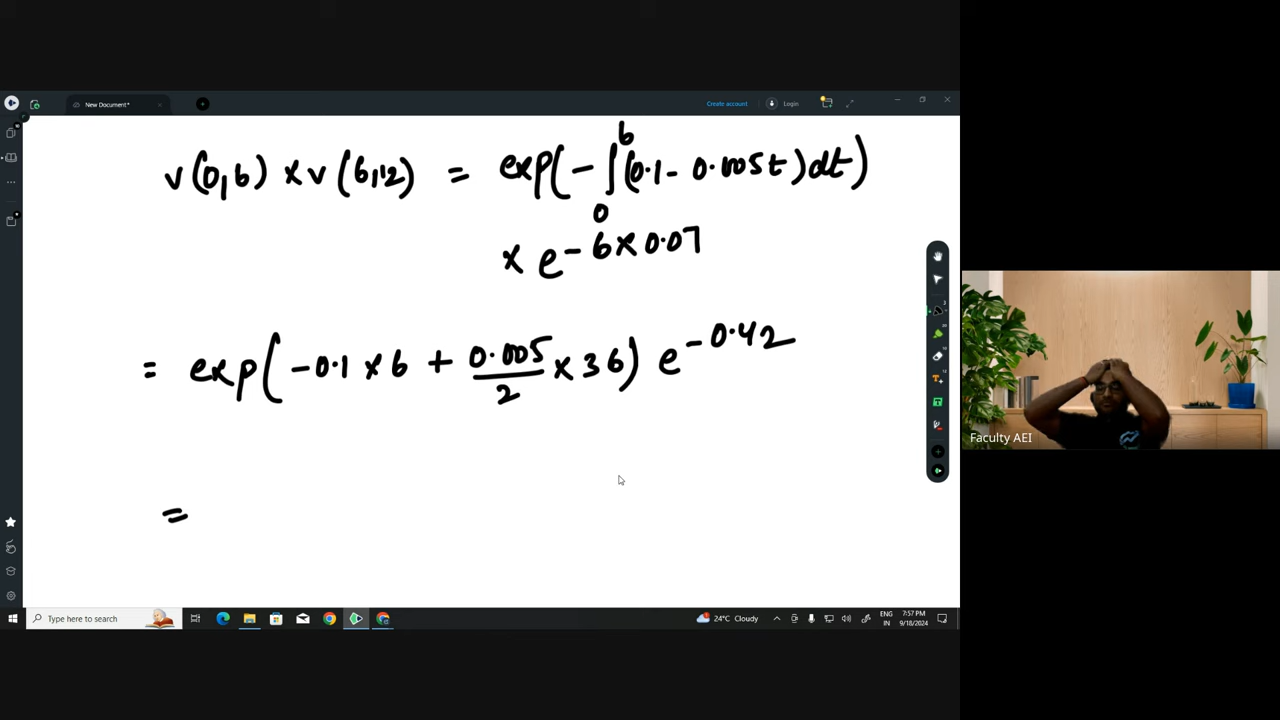 New Document*
Create account
Login
v(0,6) × v(6,12) = exp(- ∫₀⁶ (0.1 - 0.005t)dt)
× e^{-6×0.07}
= exp(-0.1 × 6 + 0.005/2 × 36) e^{-0.42}
=
Faculty AEI
Type here to search
24°C Cloudy
ENG
IN
7:57 PM
9/18/2024